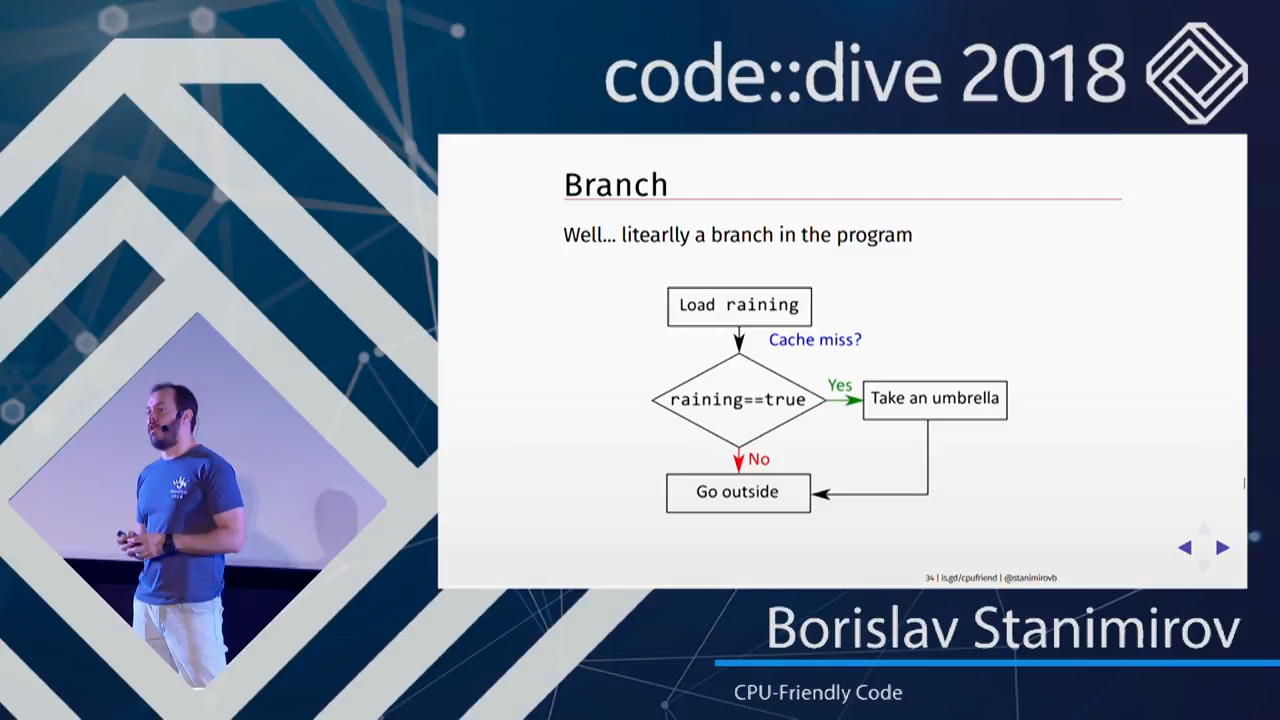 code::dive 2018
Branch
Well... litearlly a branch in the program
Load raining
Cache miss?
raining==true
Yes
Take an umbrella
No
Go outside
34 | is.gd/cpufriend | @stanimirovb
Borislav Stanimirov
CPU-Friendly Code